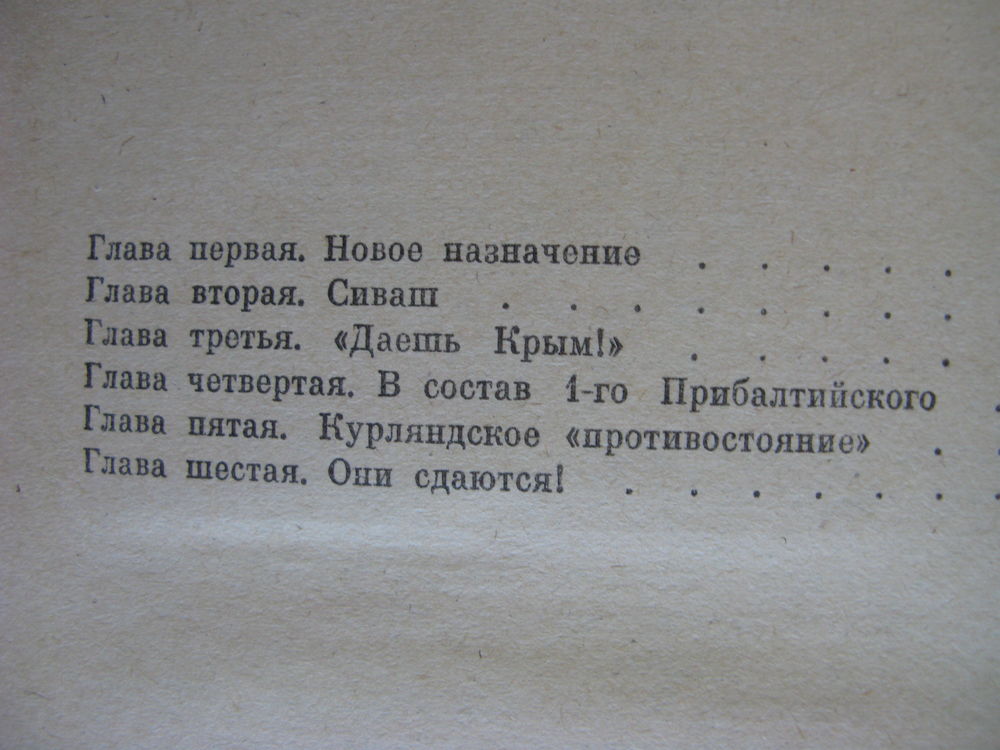 Глава первая. Новое назначение . . . . .
Глава вторая. Сиваш . . . . . . . .
Глава третья. «Даешь Крым!» . . . . .
Глава четвертая. В состав 1-го Прибалтийского .
Глава пятая. Курляндское «противостояние» . .
Глава шестая. Они сдаются! . . . . . . .